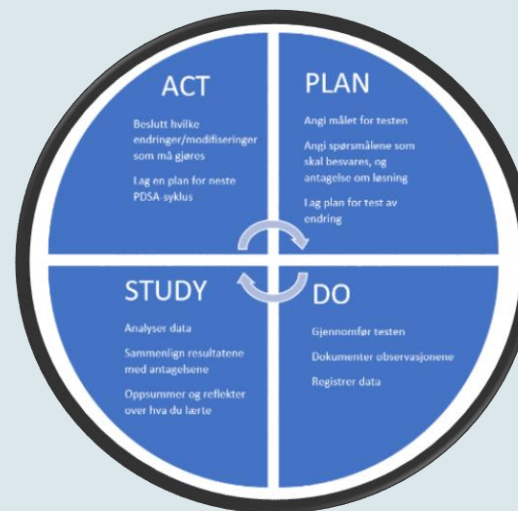 ACT
Beslutt hvilke
endringer/modifiseringer
som må gjøres
Lag en plan for neste
PDSA-syklus
PLAN
Angi målet for testen
Angi spørsmålene som
skal besvares, og
antagelse om løsning
Lag plan for test av
endring
STUDY
Analyser data
Sammenlign resultatene
med antagelsene
Oppsummer og reflekter
over hva du lærte
DO
Gjennomfør testen
Dokumenter observasjonene
Registrer data